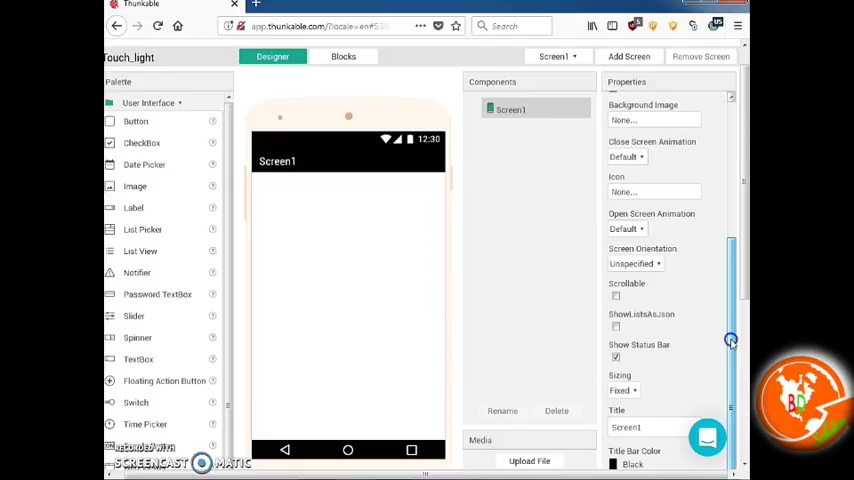 Thunkable
app.thunkable.com/?locale=en#539
Search
Touch_light
Designer
Blocks
Screen1
Add Screen
Remove Screen
Palette
Components
Properties
User Interface
Button
CheckBox
Date Picker
Image
Label
List Picker
List View
Notifier
Password TextBox
Slider
Spinner
TextBox
Floating Action Button
Switch
Time Picker
12:30
Screen1
Screen1
Rename
Delete
Media
Upload File
Background Image
None...
Close Screen Animation
Default
Icon
None...
Open Screen Animation
Default
Screen Orientation
Unspecified
Scrollable
ShowListsAsJson
Show Status Bar
Sizing
Fixed
Title
Screen1
Title Bar Color
Black
RECORDED WITH
SCREENCAST MATIC
BD